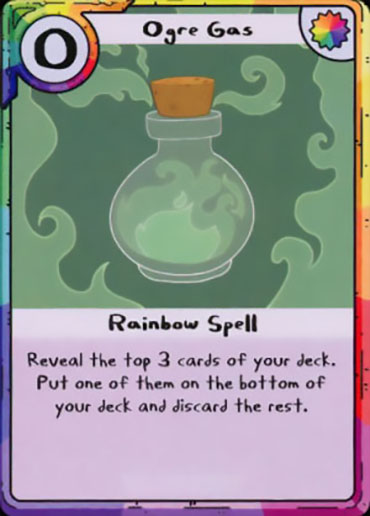 0
Ogre Gas
Rainbow Spell
Reveal the top 3 cards of your deck.
Put one of them on the bottom of
your deck and discard the rest.